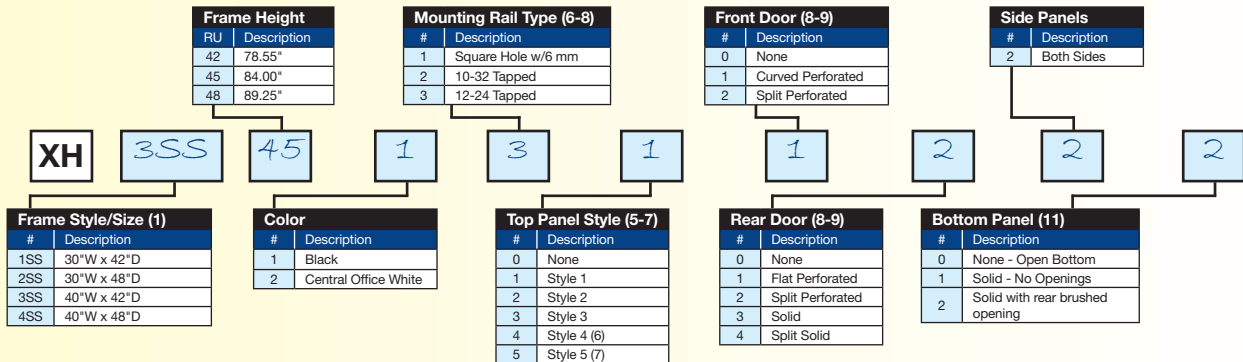 Frame Height
RU Description
42 78.55"
45 84.00"
48 89.25"
Mounting Rail Type (6-8)
# Description
1 Square Hole w/6 mm
2 10-32 Tapped
3 12-24 Tapped
Front Door (8-9)
# Description
0 None
1 Curved Perforated
2 Split Perforated
Side Panels
# Description
2 Both Sides
XH 3SS 45 1 3 1 1 2 2 2
Frame Style/Size (1)
# Description
1SS 30"W x 42"D
2SS 30"W x 48"D
3SS 40"W x 42"D
4SS 40"W x 48"D
Color
# Description
1 Black
2 Central Office White
Top Panel Style (5-7)
# Description
0 None
1 Style 1
2 Style 2
3 Style 3
4 Style 4 (6)
5 Style 5 (7)
Rear Door (8-9)
# Description
0 None
1 Flat Perforated
2 Split Perforated
3 Solid
4 Split Solid
Bottom Panel (11)
# Description
0 None - Open Bottom
1 Solid - No Openings
2 Solid with rear brushed
opening